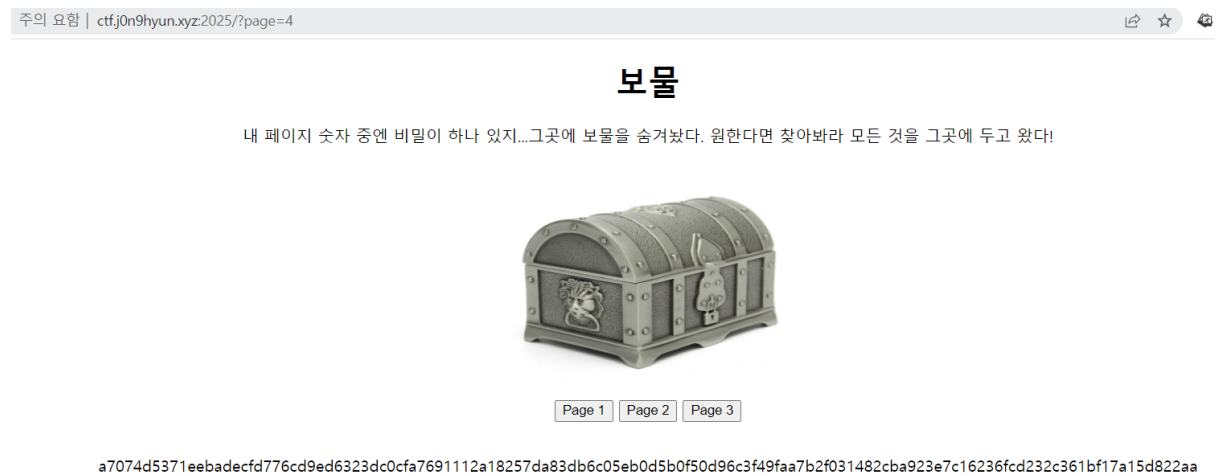 주의 요함 | ctf.j0n9hyun.xyz:2025/?page=4
보물
내 페이지 숫자 중엔 비밀이 하나 있지...그곳에 보물을 숨겨놨다. 원한다면 찾아봐라 모든 것을 그곳에 두고 왔다!
Page 1 Page 2 Page 3
a7074d5371eebadecfd776cd9ed6323dc0cfa7691112a18257da83db6c05eb0d5b0f50d96c3f49faa7b2f031482cba923e7c16236fcd232c361bf17a15d822aa